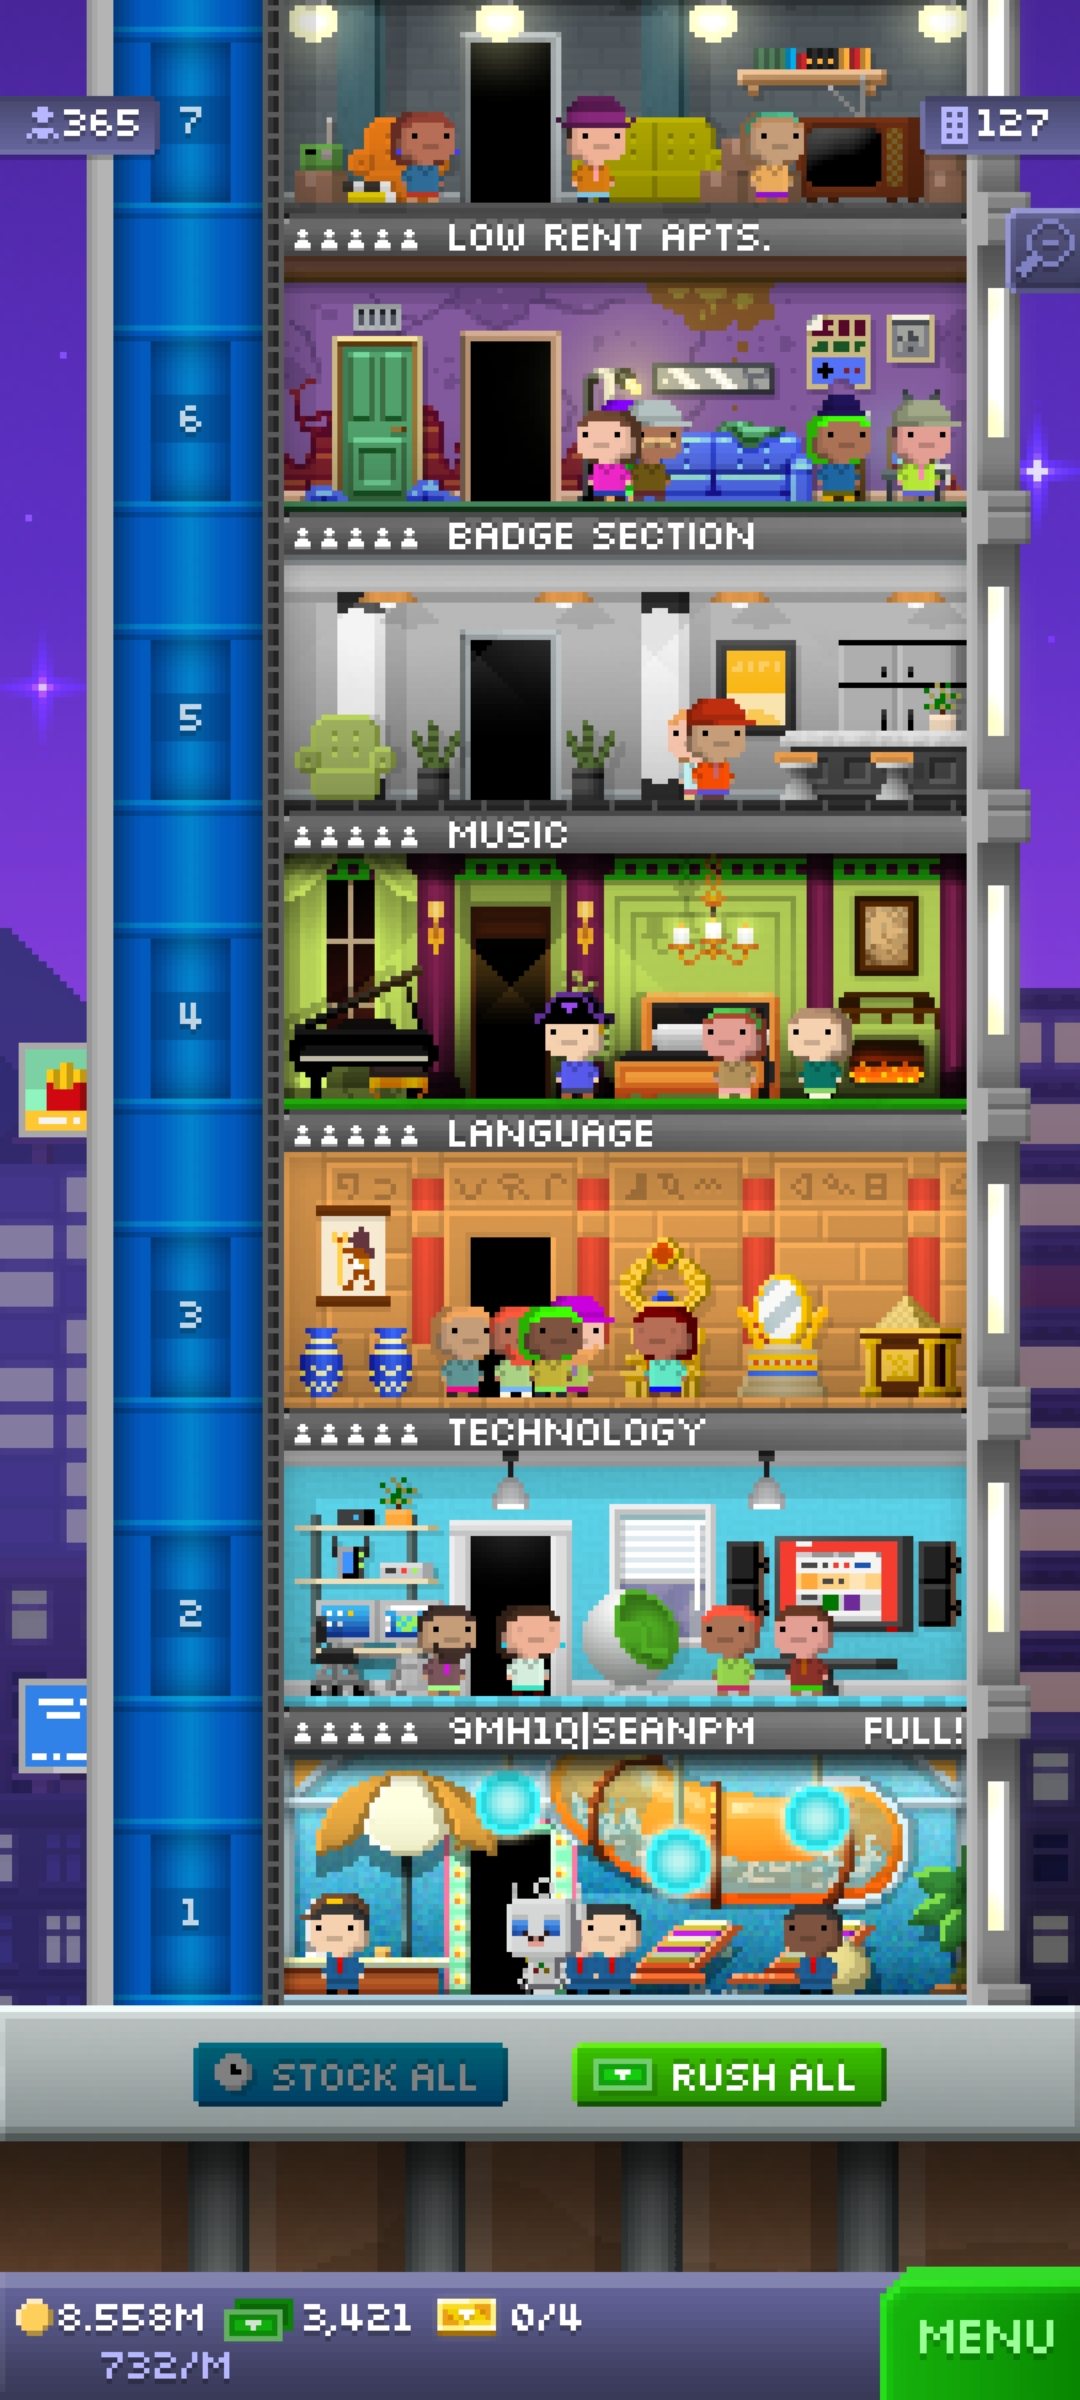 7
365
127
LOW RENT APTS.
6
BADGE SECTION
5
MUSIC
4
LANGUAGE
3
TECHNOLOGY
2
9MH1Q|SEANPM FULL!
1
STOCK ALL
RUSH ALL
8.558M 3,421 0/4
732/M
MENU